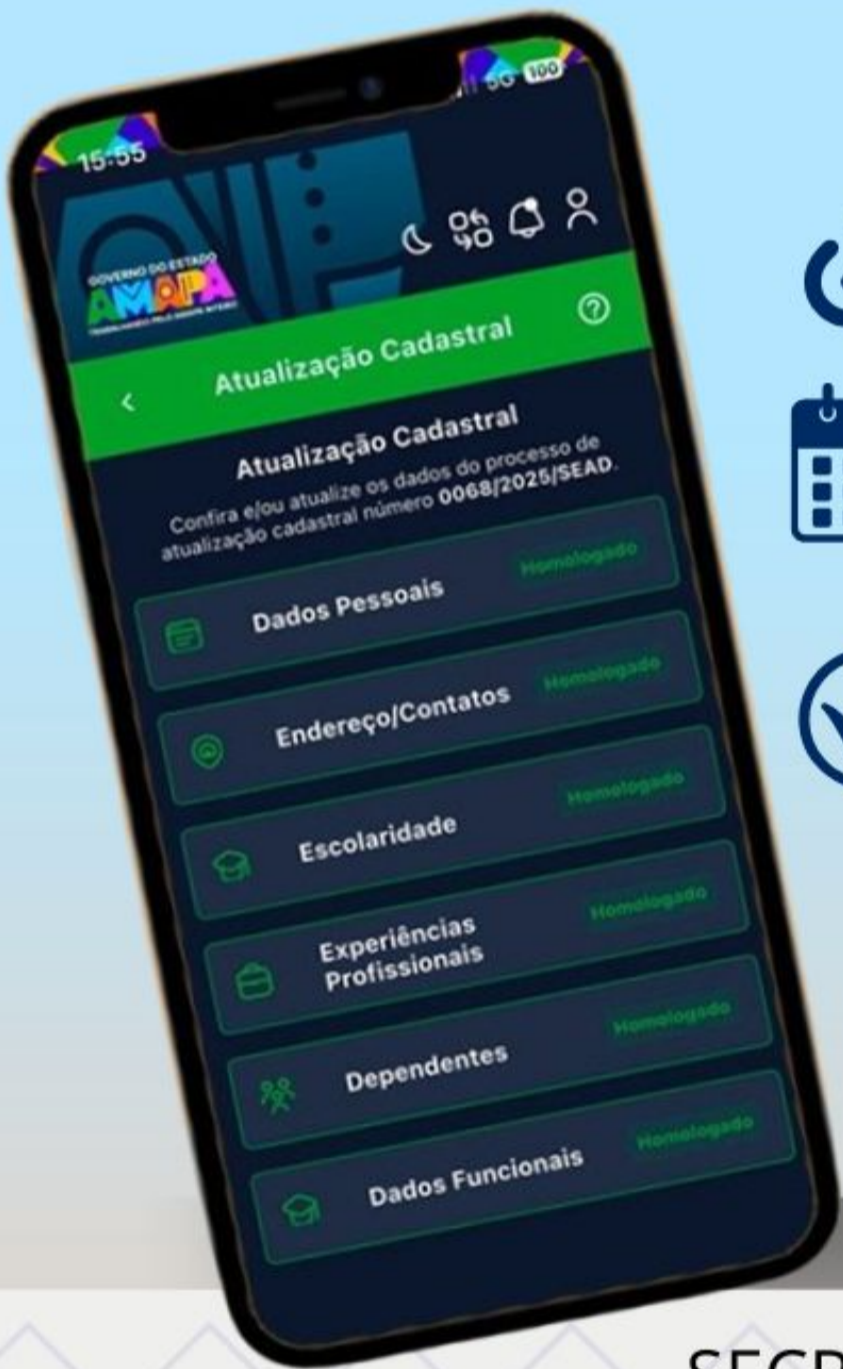 15:55
5G 100
GOVERNO DO ESTADO
AMAPÁ
Atualização Cadastral
Atualização Cadastral
Confira e/ou atualize os dados do processo de
atualização cadastral número 0068/2025/SEAD.
Dados Pessoais Homologado
Endereço/Contatos Homologado
Escolaridade Homologado
Experiências Homologado
Profissionais
Dependentes Homologado
Dados Funcionais Homologado